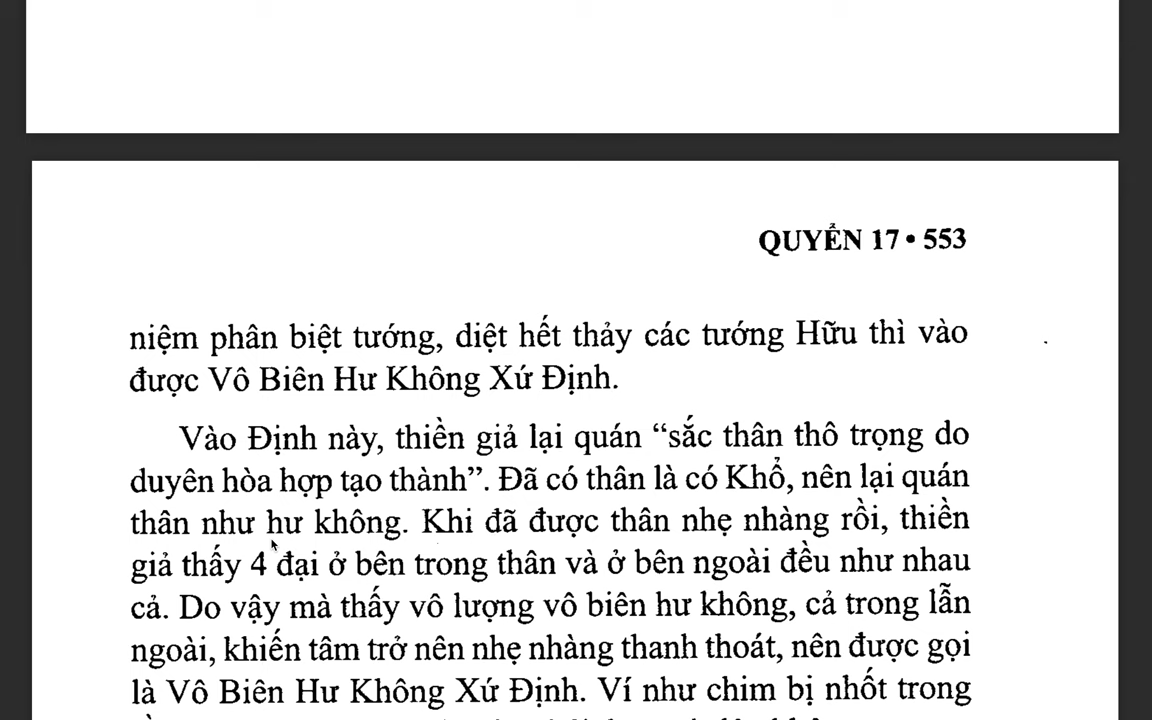 QUYỂN 17 • 553
niệm phân biệt tướng, diệt hết thảy các tướng Hữu thì vào
được Vô Biên Hư Không Xứ Định.
Vào Định này, thiền giả lại quán “sắc thân thô trọng do
duyên hòa hợp tạo thành”. Đã có thân là có Khổ, nên lại quán
thân như hư không. Khi đã được thân nhẹ nhàng rồi, thiền
giả thấy 4 đại ở bên trong thân và ở bên ngoài đều như nhau
cả. Do vậy mà thấy vô lượng vô biên hư không, cả trong lẫn
ngoài, khiến tâm trở nên nhẹ nhàng thanh thoát, nên được gọi
là Vô Biên Hư Không Xứ Định. Ví như chim bị nhốt trong